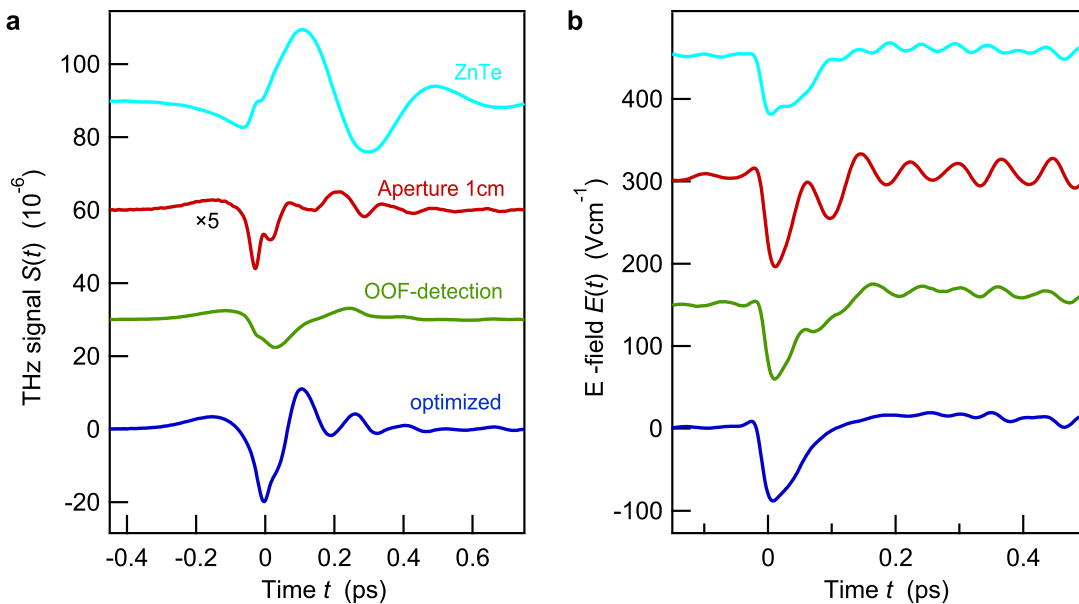 a
THz signal S(t) (10⁻⁶)
100
80
60
40
20
0
-20
ZnTe
Aperture 1cm
×5
OOF-detection
optimized
-0.4
-0.2
0
0.2
0.4
0.6
Time t (ps)
b
E -field E(t) (Vcm⁻¹)
400
300
200
100
0
-100
0
0.2
0.4
Time t (ps)